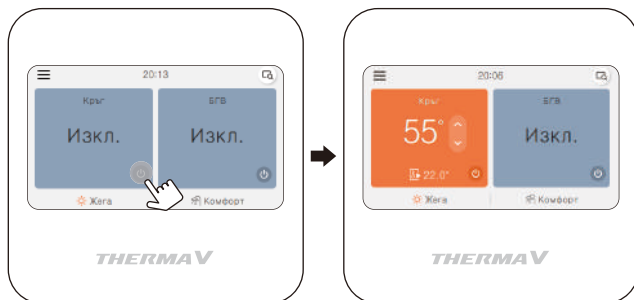 20:13
Кръг
БГВ
Изкл.
Изкл.
Жега
Комфорт
THERMAV
20:06
Кръг
БГВ
55°
Изкл.
22.0°
Жега
Комфорт
THERMAV